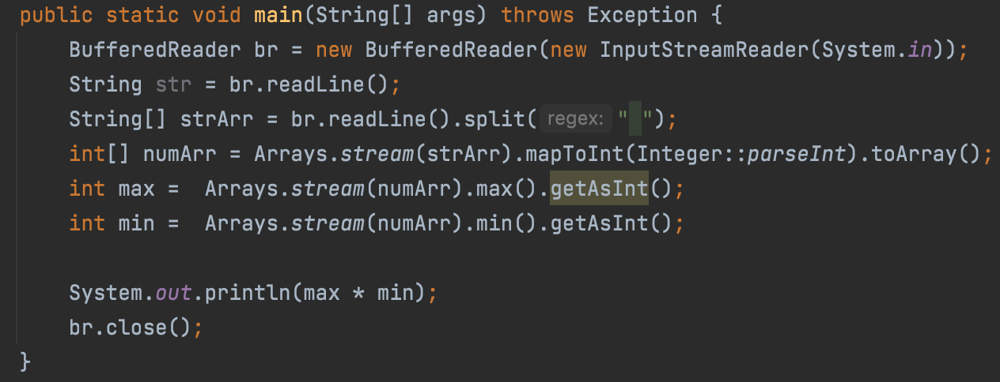 public static void main(String[] args) throws Exception {
    BufferedReader br = new BufferedReader(new InputStreamReader(System.in));
    String str = br.readLine();
    String[] strArr = br.readLine().split( regex: " ");
    int[] numArr = Arrays.stream(strArr).mapToInt(Integer::parseInt).toArray();
    int max =  Arrays.stream(numArr).max().getAsInt();
    int min =  Arrays.stream(numArr).min().getAsInt();

    System.out.println(max * min);
    br.close();
}